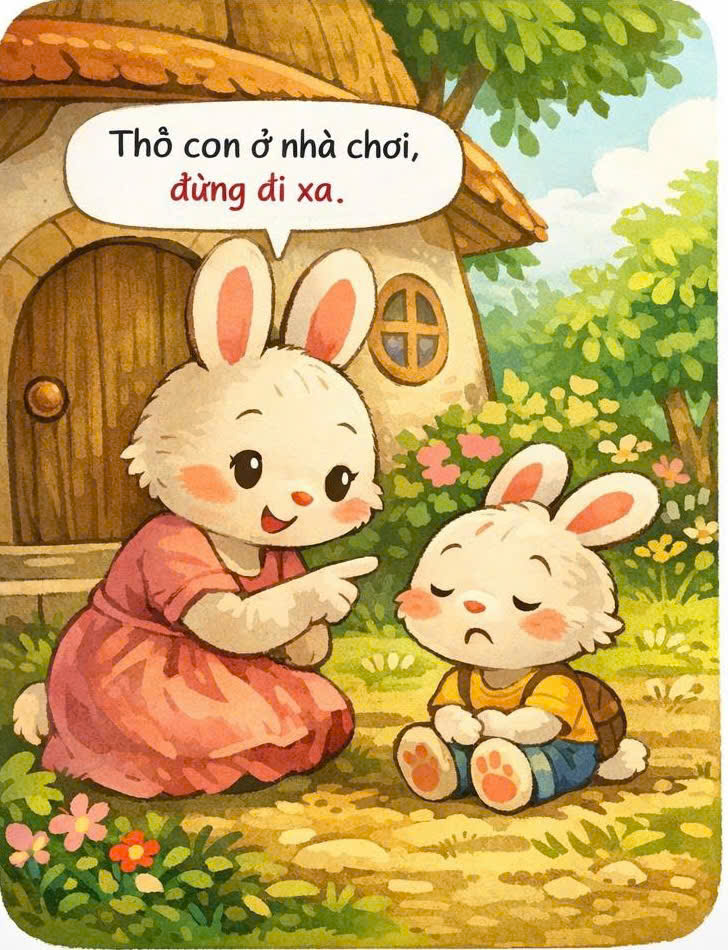 Thỏ con ở nhà chơi,
đừng đi xa.